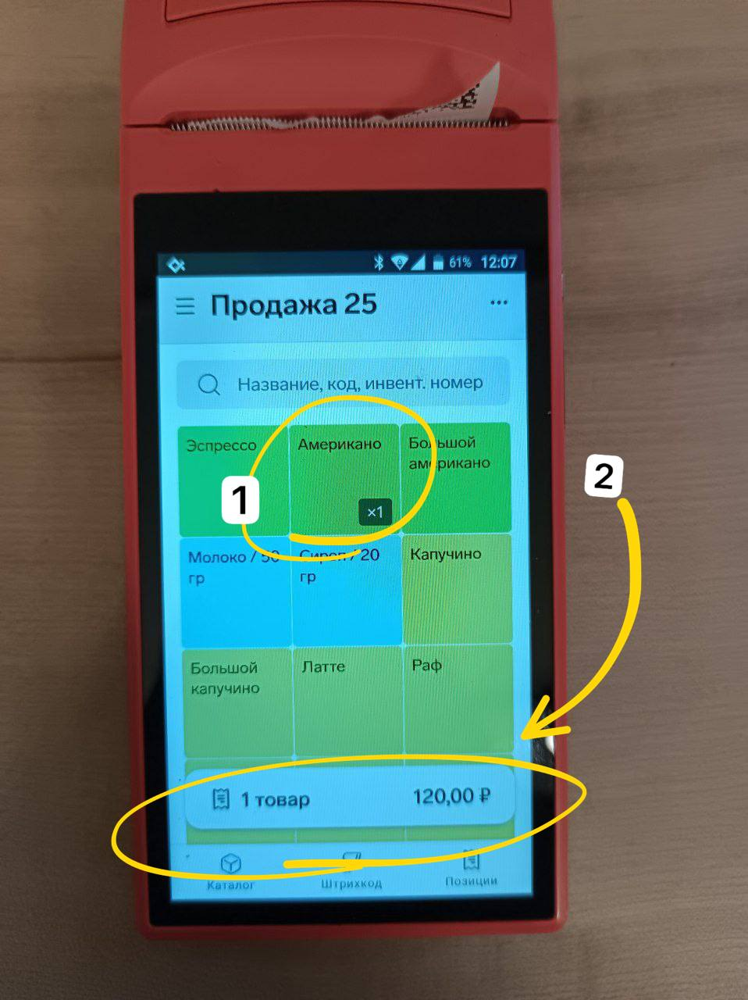 61% 12:07
Продажа 25
Название, код, инвент. номер
Эспрессо
Американо
×1
Большой
американо
1
2
Молоко / 50
гр
Сироп / 20
гр
Капучино
Большой
капучино
Латте
Раф
1 товар 120,00 ₽
Каталог
Штрихкод
Позиции